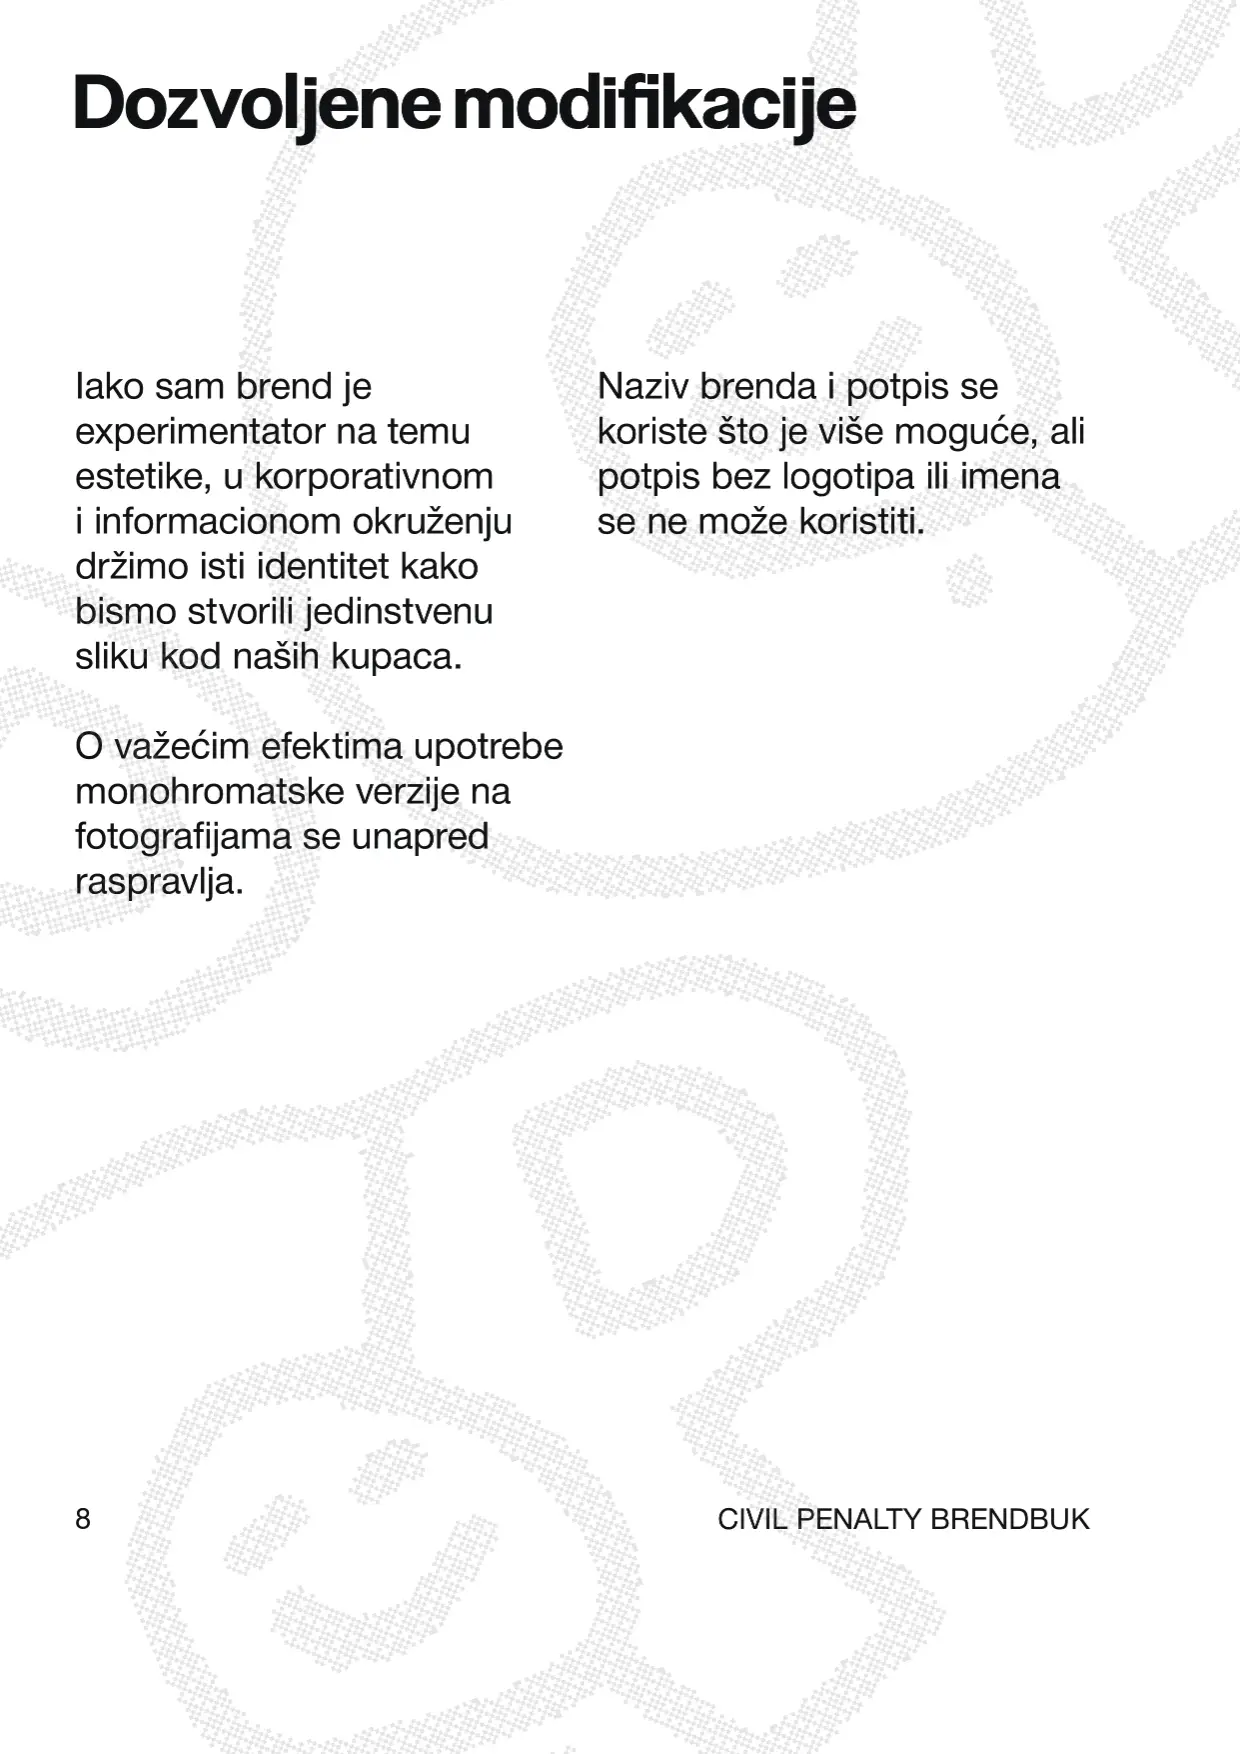 Dozvoljene modifikacije
Iako sam brend je
experimentator na temu
estetike, u korporativnom
i informacionom okruženju
držimo isti identitet kako
bismo stvorili jedinstvenu
sliku kod naših kupaca.
O važećim efektima upotrebe
monohromatske verzije na
fotografijama se unapred
raspravlja.
Naziv brenda i potpis se
koriste što je više moguće, ali
potpis bez logotipa ili imena
se ne može koristiti.
8
CIVIL PENALTY BRENDBUK